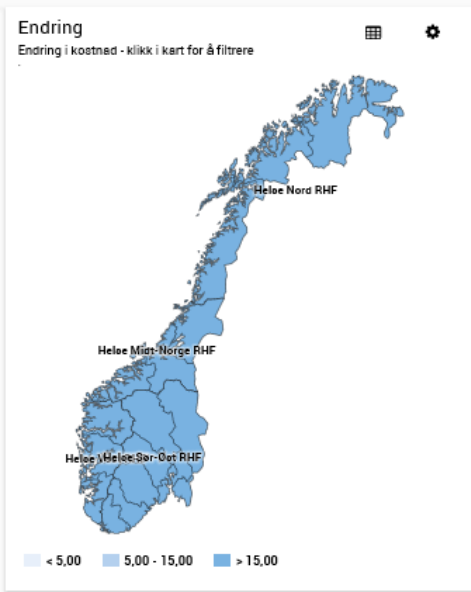 Endring
Endring i kostnad - klikk i kart for å filtrere
Helse Nord RHF
Helse Midt-Norge RHF
Helse Sør-Øst RHF
< 5,00 5,00 - 15,00 > 15,00